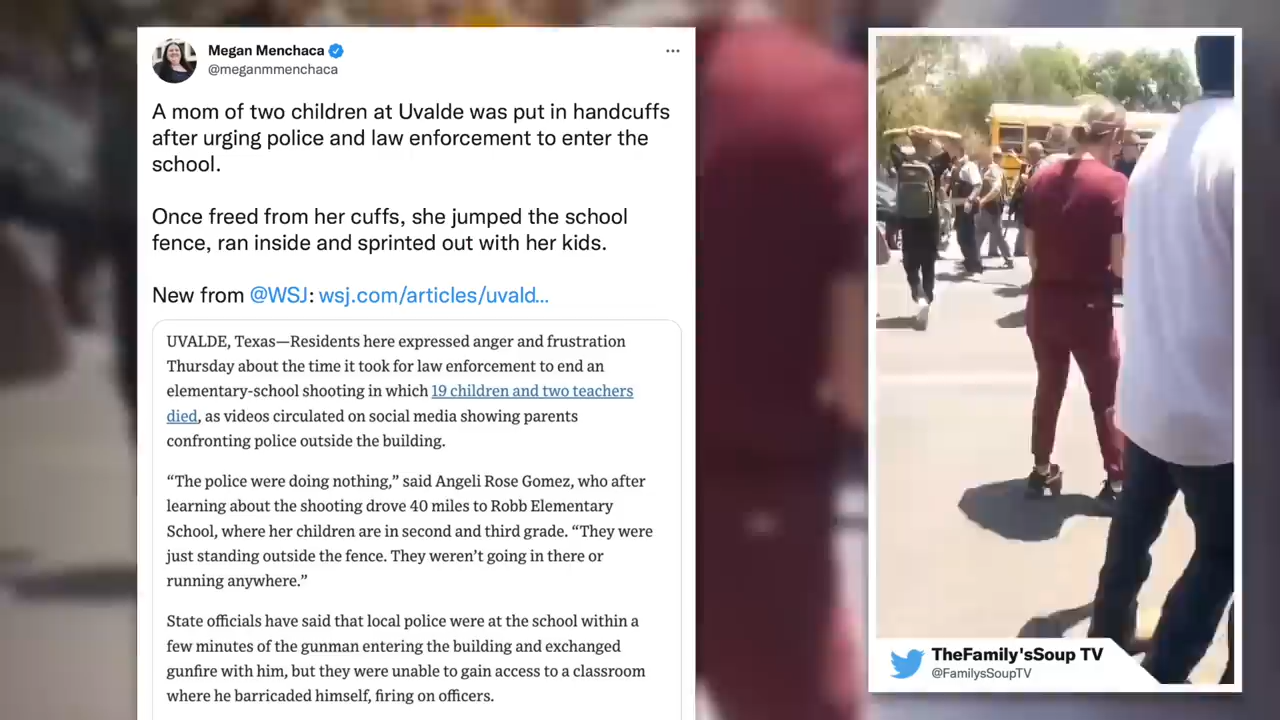 Megan Menchaca
@meganmmenchaca
A mom of two children at Uvalde was put in handcuffs
after urging police and law enforcement to enter the
school.
Once freed from her cuffs, she jumped the school
fence, ran inside and sprinted out with her kids.
New from @WSJ: wsj.com/articles/uvald...
UVALDE, Texas—Residents here expressed anger and frustration
Thursday about the time it took for law enforcement to end an
elementary-school shooting in which 19 children and two teachers
died, as videos circulated on social media showing parents
confronting police outside the building.
“The police were doing nothing,” said Angeli Rose Gomez, who after
learning about the shooting drove 40 miles to Robb Elementary
School, where her children are in second and third grade. “They were
just standing outside the fence. They weren’t going in there or
running anywhere.”
State officials have said that local police were at the school within a
few minutes of the gunman entering the building and exchanged
gunfire with him, but they were unable to gain access to a classroom
where he barricaded himself, firing on officers.
TheFamily'sSoup TV
@FamilysSoupTV